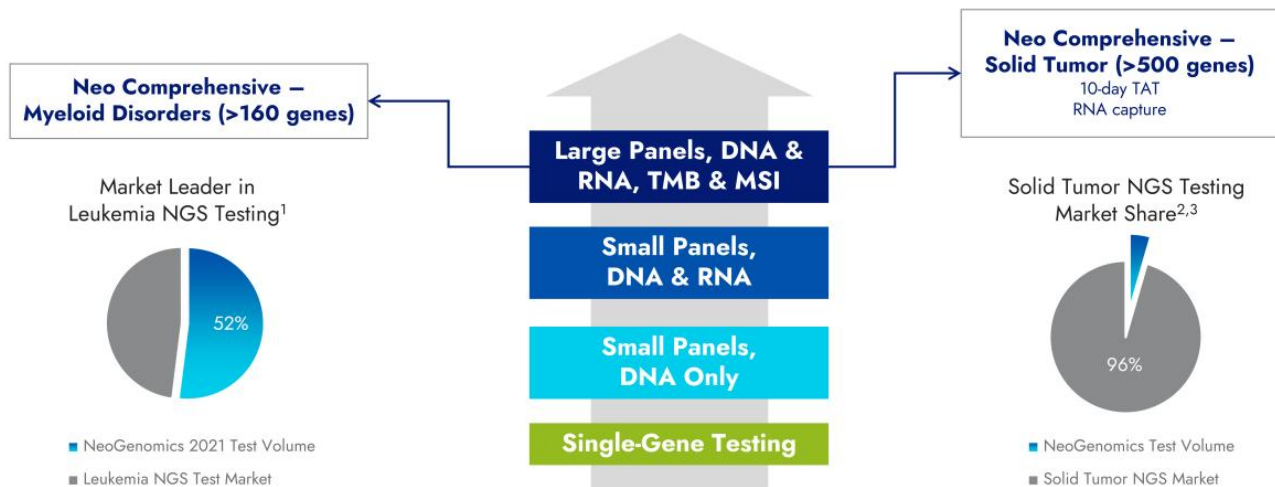 Neo Comprehensive –
Myeloid Disorders (>160 genes)
Market Leader in
Leukemia NGS Testing¹
52%
■ NeoGenomics 2021 Test Volume
■ Leukemia NGS Test Market
Large Panels, DNA &
RNA, TMB & MSI
Small Panels,
DNA & RNA
Small Panels,
DNA Only
Single-Gene Testing
Neo Comprehensive –
Solid Tumor (>500 genes)
10-day TAT
RNA capture
Solid Tumor NGS Testing
Market Share²,³
96%
■ NeoGenomics Test Volume
■ Solid Tumor NGS Market